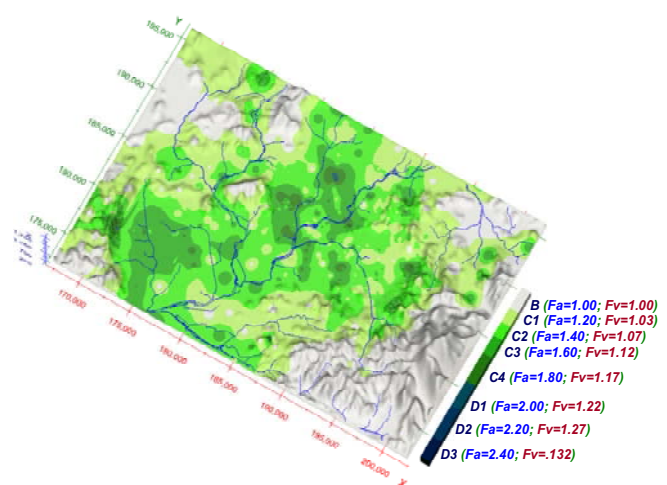 Y
195,000
190,000
185,000
180,000
175,000
170,000
175,000
180,000
185,000
190,000
195,000
200,000
X
B (Fa=1.00; Fv=1.00)
C1 (Fa=1.20; Fv=1.03)
C2 (Fa=1.40; Fv=1.07)
C3 (Fa=1.60; Fv=1.12)
C4 (Fa=1.80; Fv=1.17)
D1 (Fa=2.00; Fv=1.22)
D2 (Fa=2.20; Fv=1.27)
D3 (Fa=2.40; Fv=.132)